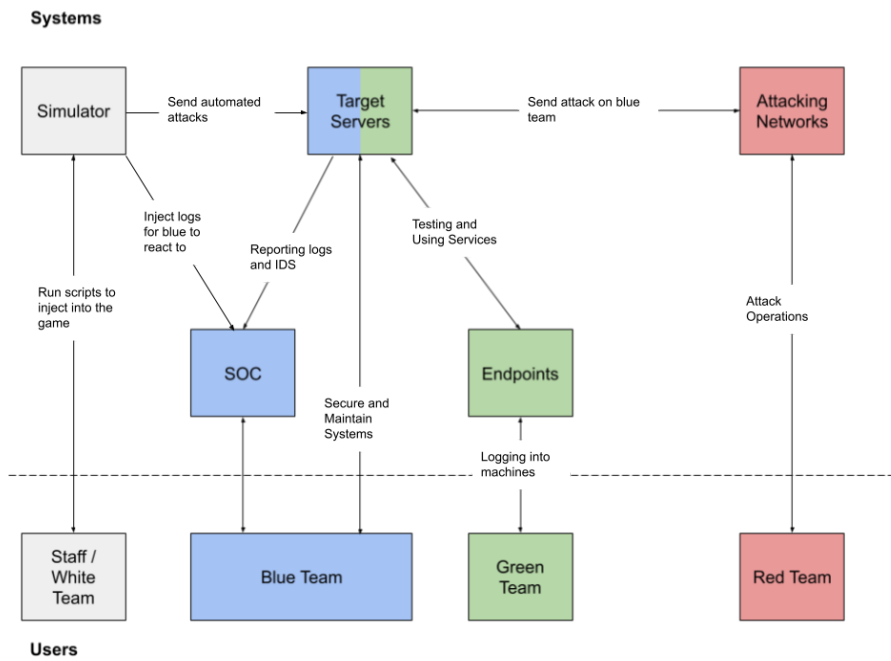 Systems
Simulator
Send automated
attacks
Target
Servers
Send attack on blue
team
Attacking
Networks
Inject logs
for blue to
react to
Reporting logs
and IDS
Testing and
Using Services
Run scripts to
inject into the
game
Attack
Operations
SOC
Endpoints
Secure and
Maintain
Systems
Logging into
machines
Staff /
White
Team
Blue Team
Green
Team
Red Team
Users